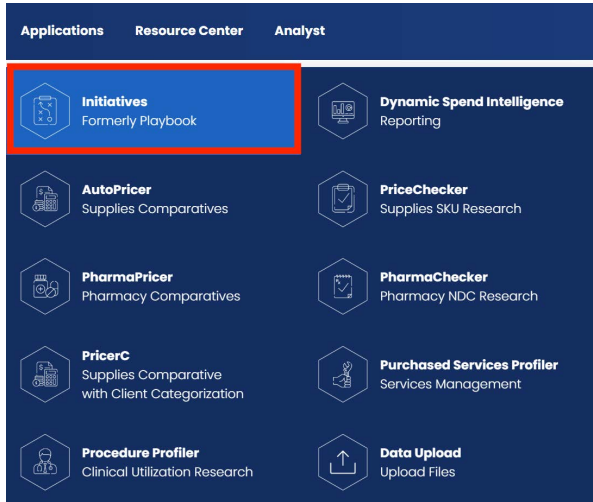 Applications Resource Center Analyst
Initiatives
Formerly Playbook
Dynamic Spend Intelligence
Reporting
AutoPricer
Supplies Comparatives
PriceChecker
Supplies SKU Research
PharmaPricer
Pharmacy Comparatives
PharmaChecker
Pharmacy NDC Research
PricerC
Supplies Comparative
with Client Categorization
Purchased Services Profiler
Services Management
Procedure Profiler
Clinical Utilization Research
Data Upload
Upload Files